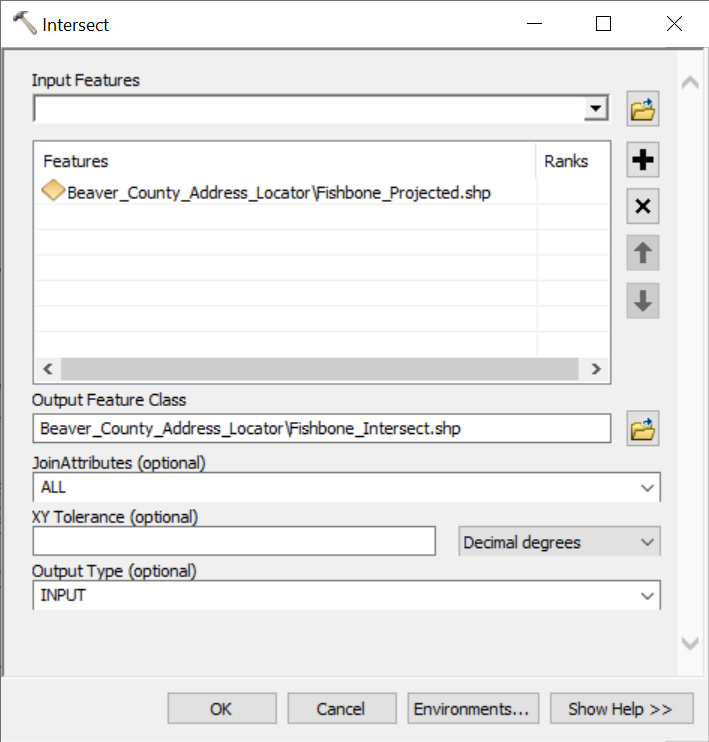 Intersect
Input Features
Features Ranks
Beaver_County_Address_Locator\Fishbone_Projected.shp
Output Feature Class
Beaver_County_Address_Locator\Fishbone_Intersect.shp
JoinAttributes (optional)
ALL
XY Tolerance (optional)
Decimal degrees
Output Type (optional)
INPUT
OK Cancel Environments... Show Help >>